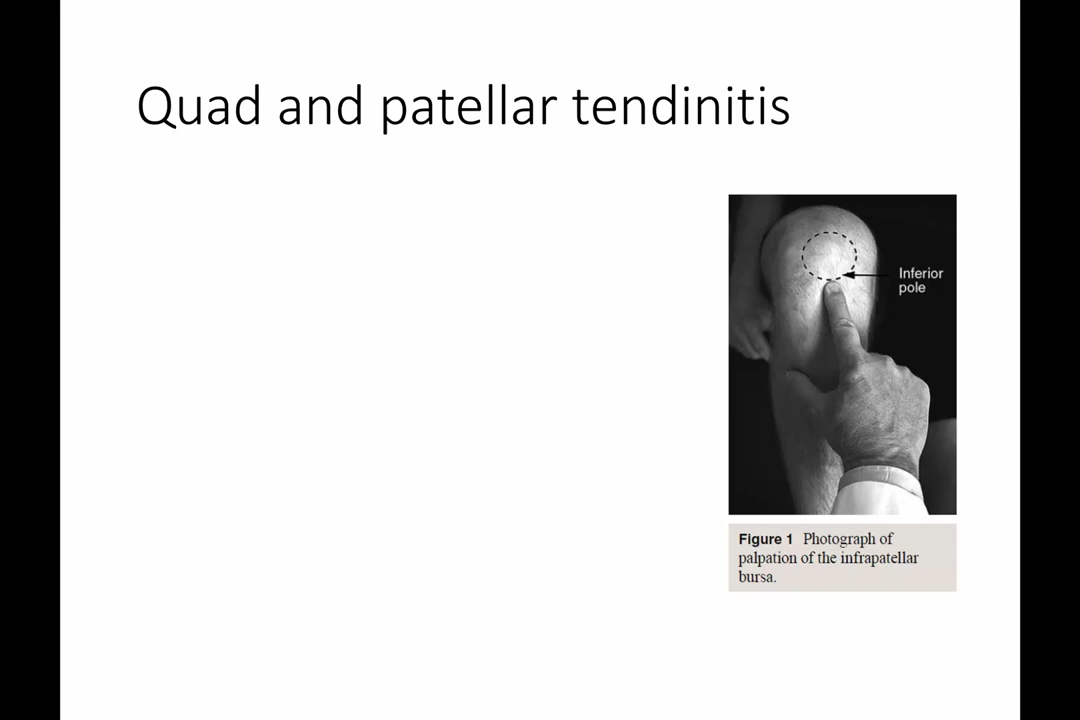 Quad and patellar tendinitis
Inferior
pole
Figure 1 Photograph of
palpation of the infrapatellar
bursa.